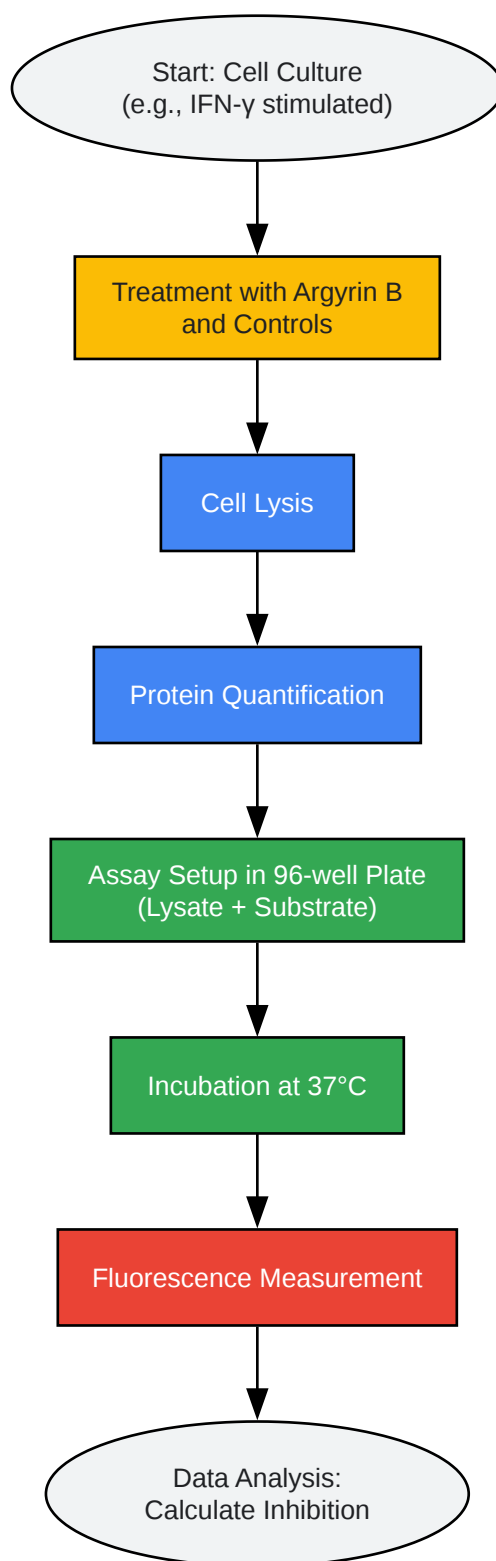 Start: Cell Culture
(e.g., IFN-γ stimulated)
Treatment with Argyrin B
and Controls
Cell Lysis
Protein Quantification
Assay Setup in 96-well Plate
(Lysate + Substrate)
Incubation at 37°C
Fluorescence Measurement
Data Analysis:
Calculate Inhibition